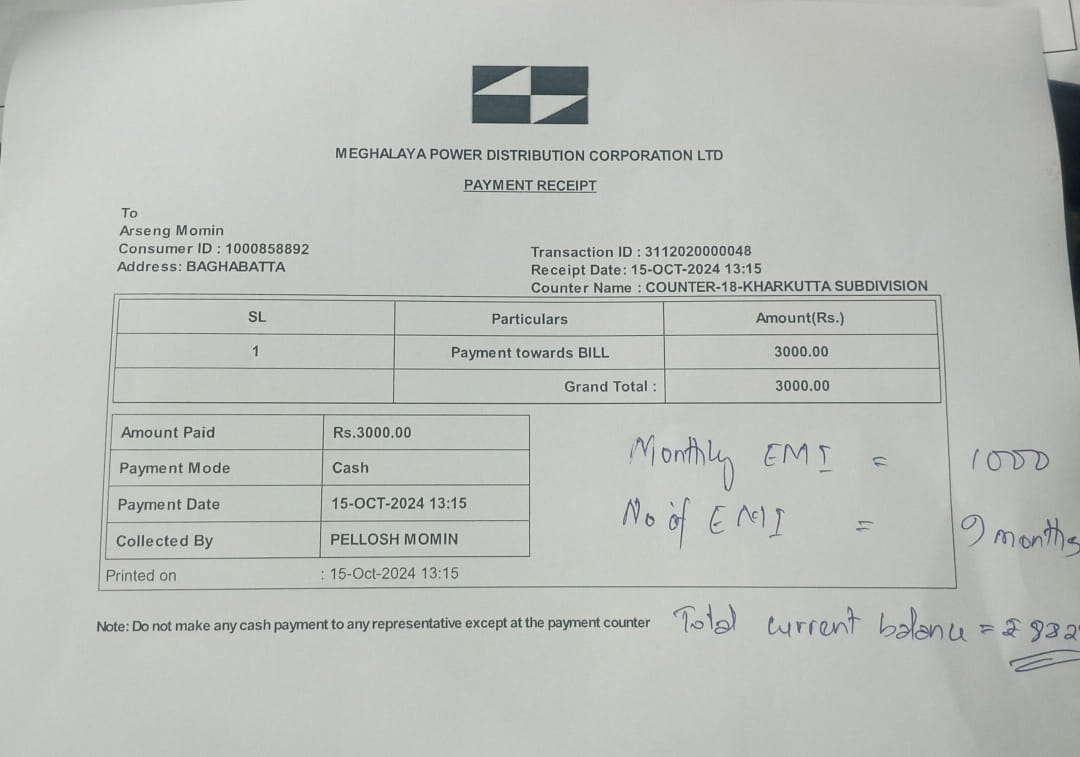 MEGHALAYA POWER DISTRIBUTION CORPORATION LTD
PAYMENT RECEIPT
To
Arseng Momin
Consumer ID : 1000858892
Address: BAGHABATTA
Transaction ID : 3112020000048
Receipt Date: 15-OCT-2024 13:15
Counter Name : COUNTER-18-KHARKUTTA SUBDIVISION
SL Particulars Amount(Rs.)
1 Payment towards BILL 3000.00
Grand Total : 3000.00
Amount Paid Rs.3000.00
Payment Mode Cash
Payment Date 15-OCT-2024 13:15
Collected By PELLOSH MOMIN
Printed on : 15-Oct-2024 13:15
Monthly EMI = 1000
No of EMI = 9 months
Note: Do not make any cash payment to any representative except at the payment counter
Total current balance =